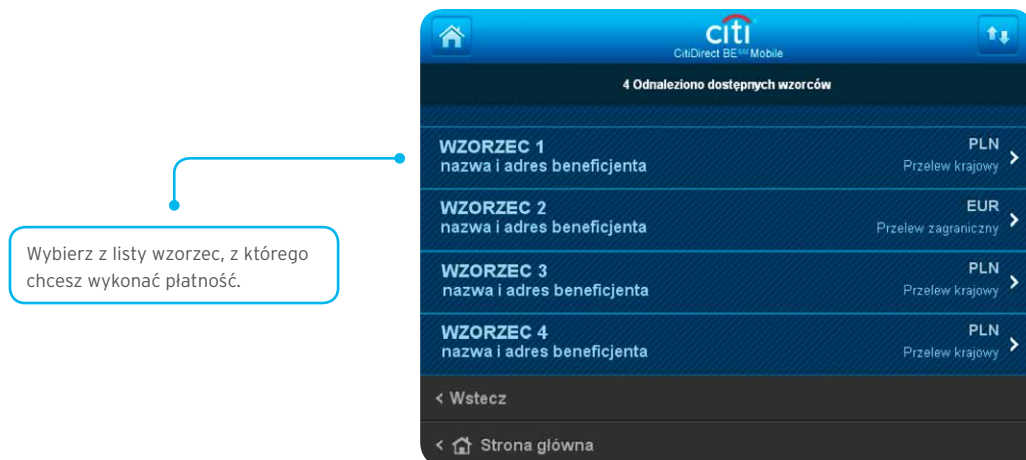 citi
CitiDirect BE℠ Mobile
4 Odnaleziono dostępnych wzorców
WZORZEC 1
nazwa i adres beneficjenta
PLN
Przelew krajowy
WZORZEC 2
nazwa i adres beneficjenta
EUR
Przelew zagraniczny
WZORZEC 3
nazwa i adres beneficjenta
PLN
Przelew krajowy
WZORZEC 4
nazwa i adres beneficjenta
PLN
Przelew krajowy
< Wstecz
< Strona główna
Wybierz z listy wzorzec, z którego
chcesz wykonać płatność.